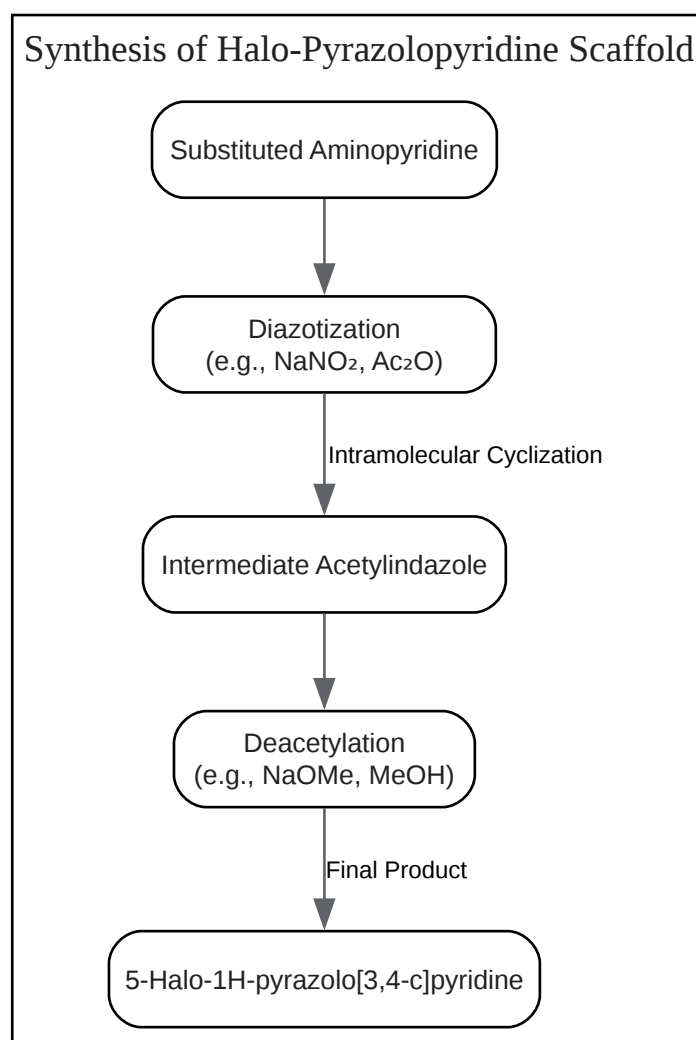 Synthesis of Halo-Pyrazolopyridine Scaffold
Substituted Aminopyridine
Diazotization
(e.g., NaNO₂, Ac₂O)
Intramolecular Cyclization
Intermediate Acetylindazole
Deacetylation
(e.g., NaOMe, MeOH)
Final Product
5-Halo-1H-pyrazolo[3,4-c]pyridine